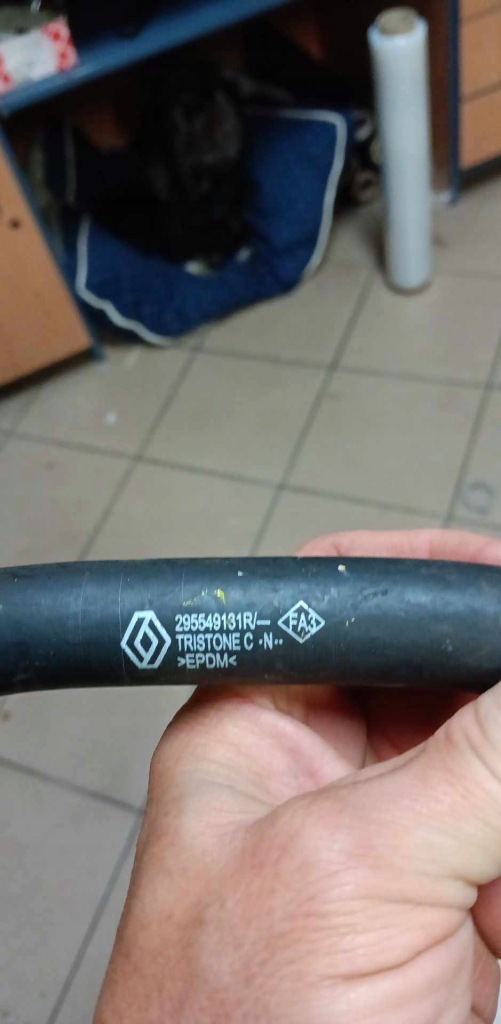 295549131R/—
TRISTONE C ·N··
>EPDM<
FA3